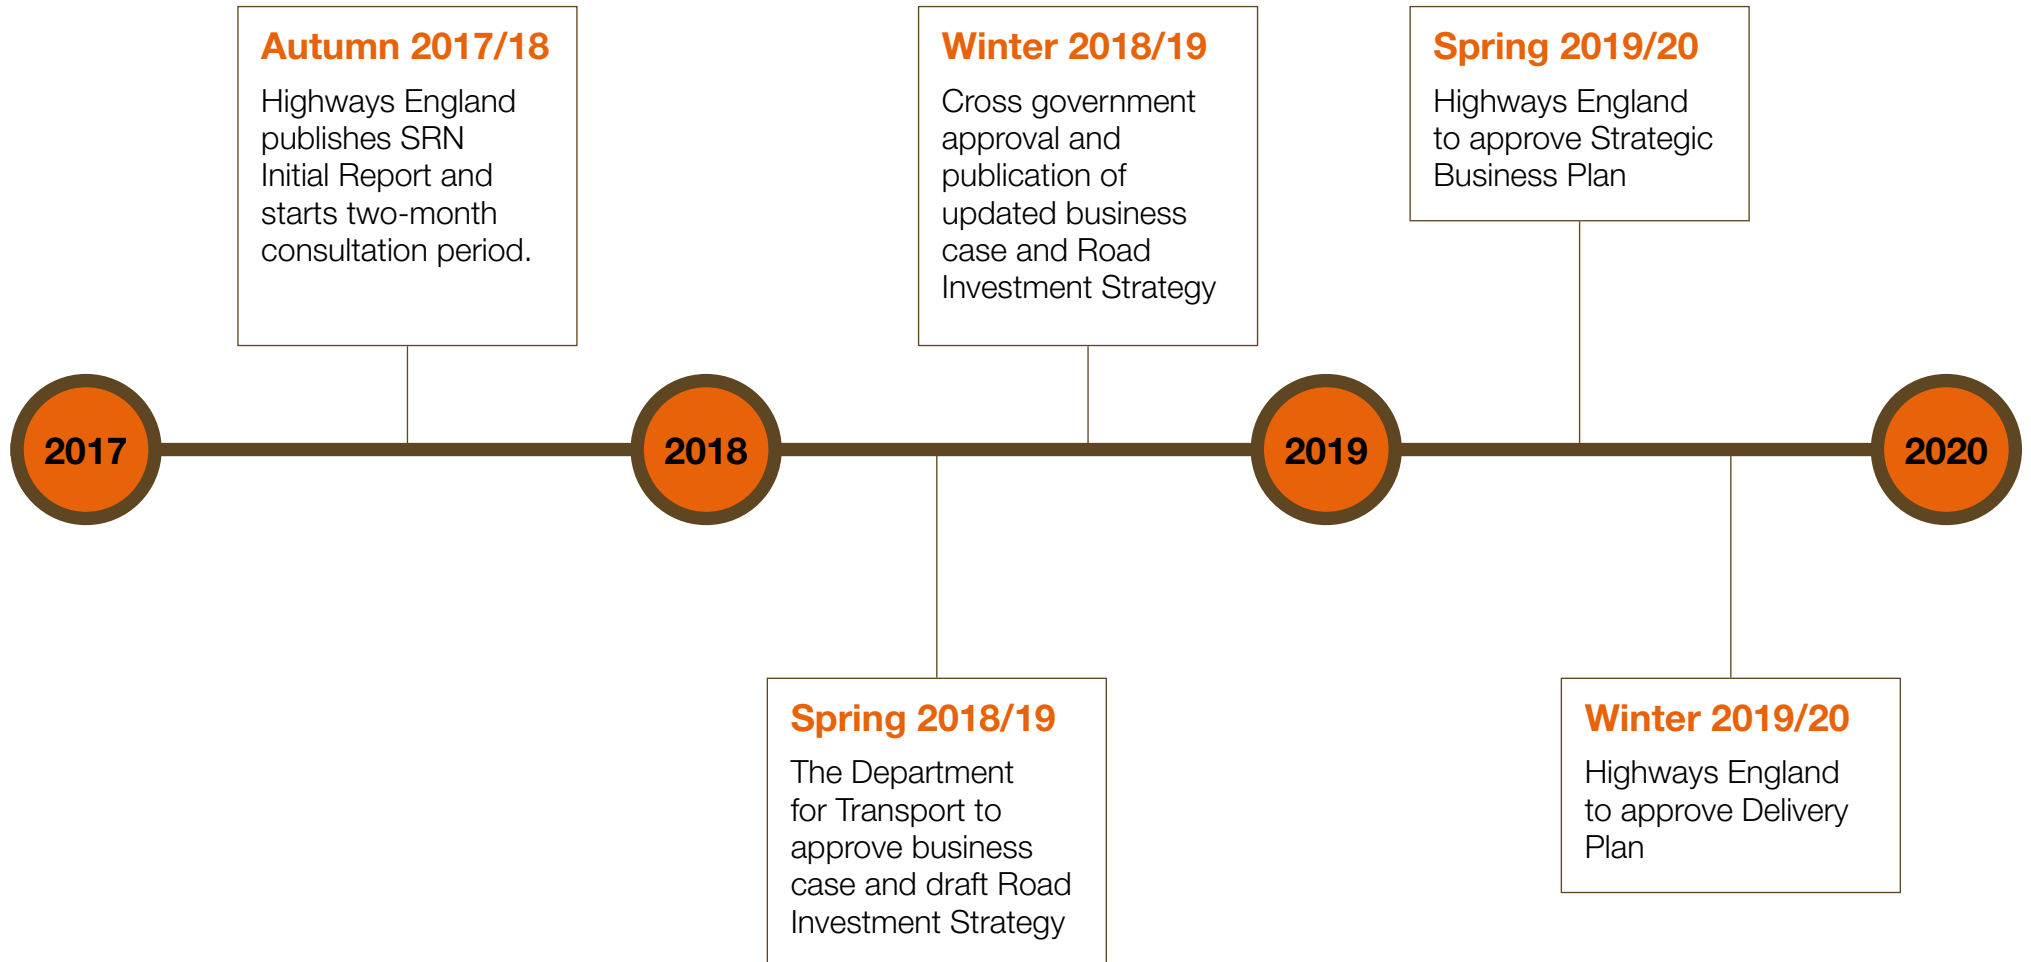 Autumn 2017/18
Highways England
publishes SRN
Initial Report and
starts two-month
consultation period.
Winter 2018/19
Cross government
approval and
publication of
updated business
case and Road
Investment Strategy
Spring 2019/20
Highways England
to approve Strategic
Business Plan
2017
2018
2019
2020
Spring 2018/19
The Department
for Transport to
approve business
case and draft Road
Investment Strategy
Winter 2019/20
Highways England
to approve Delivery
Plan